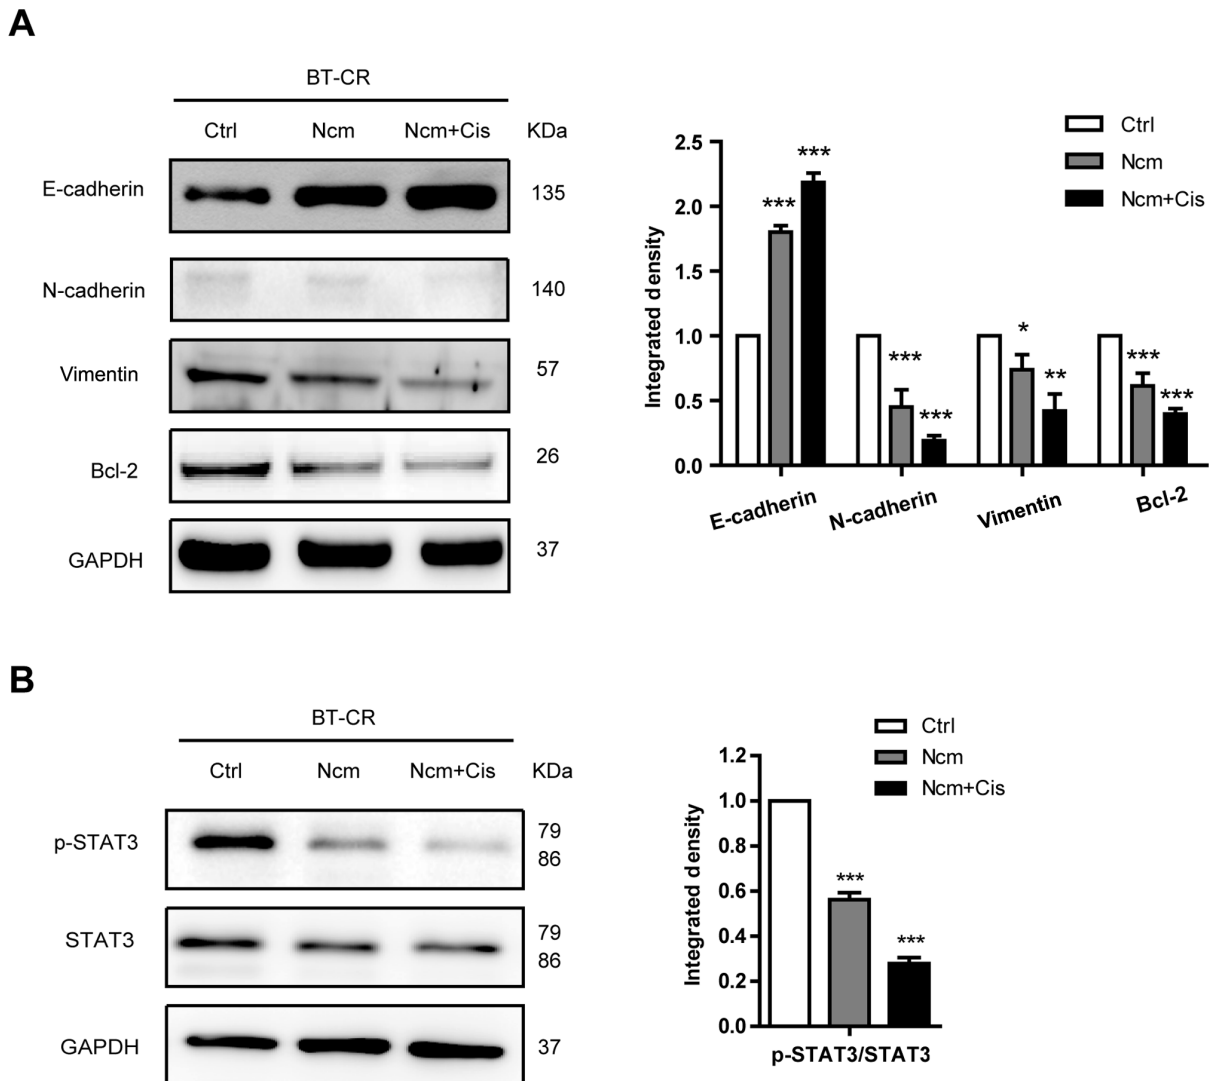 A
BT-CR
Ctrl Ncm Ncm+Cis KDa
E-cadherin 135
N-cadherin 140
Vimentin 57
Bcl-2 26
GAPDH 37
Ctrl
Ncm
Ncm+Cis
Integrated density
2.5
2.0
1.5
1.0
0.5
0.0
*** ***
*** ***
* **
*** ***
E-cadherin N-cadherin Vimentin Bcl-2
B
BT-CR
Ctrl Ncm Ncm+Cis KDa
p-STAT3 79
86
STAT3 79
86
GAPDH 37
Ctrl
Ncm
Ncm+Cis
Integrated density
1.2
1.0
0.8
0.6
0.4
0.2
0.0
***
***
p-STAT3/STAT3